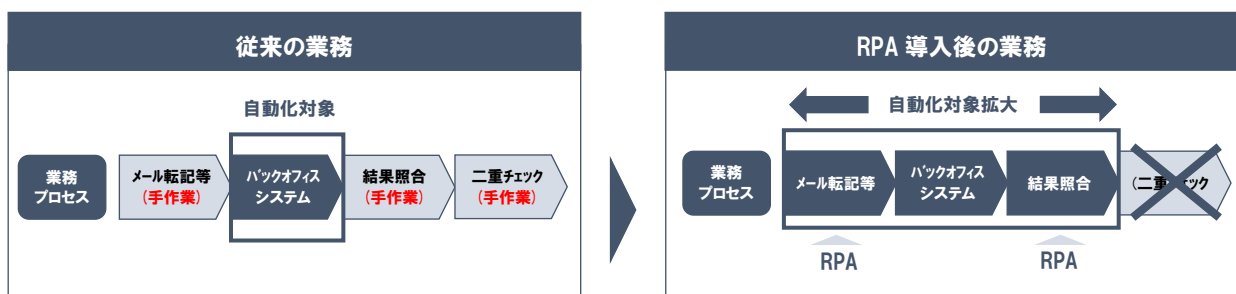 従来の業務
自動化対象
業務
プロセス
メール転記等
(手作業)
バックオフィス
システム
結果照合
(手作業)
二重チェック
(手作業)
RPA 導入後の業務
自動化対象拡大
業務
プロセス
メール転記等
バックオフィス
システム
結果照合
(二重チェック
RPA
RPA